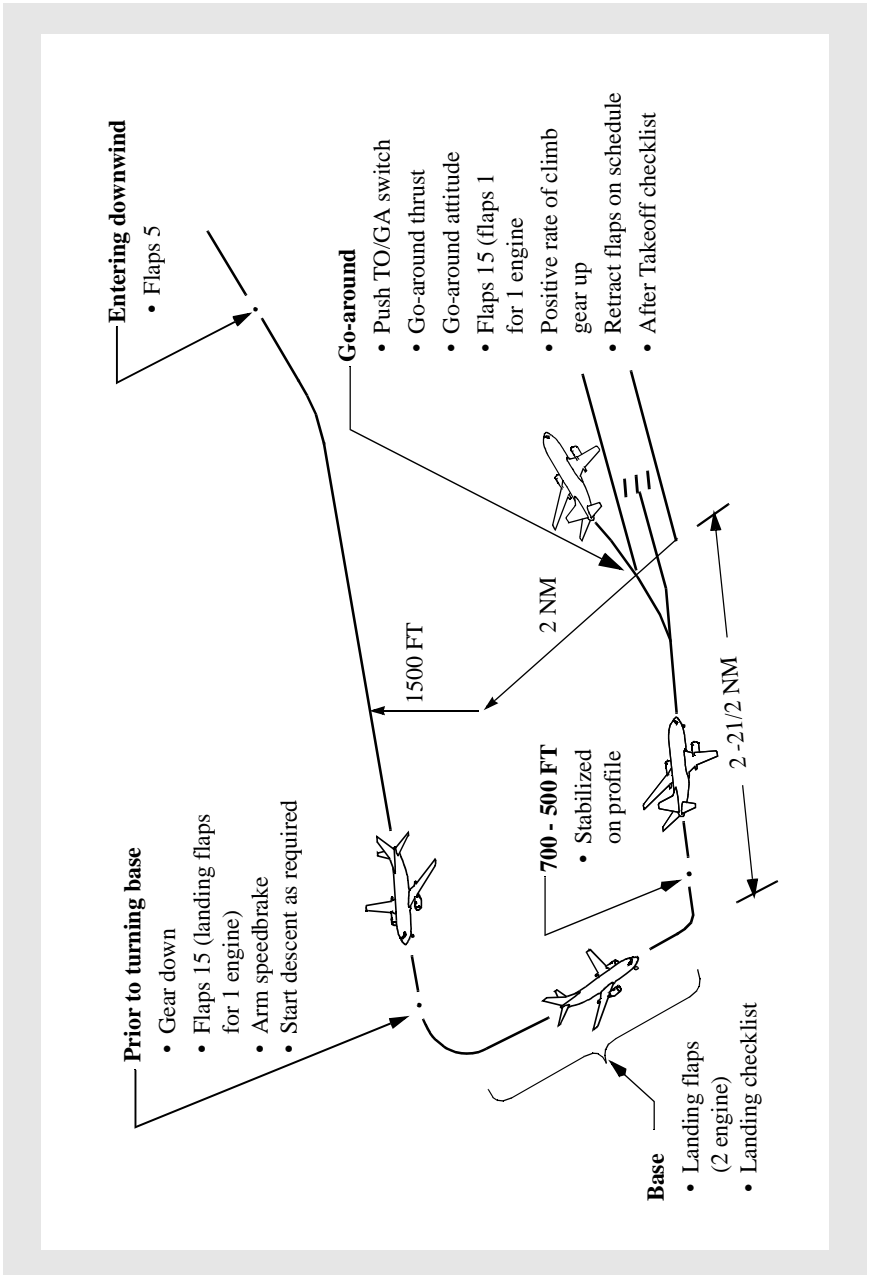 Entering downwind
• Flaps 5
Prior to turning base
• Gear down
• Flaps 15 (landing flaps
for 1 engine)
• Arm speedbrake
• Start descent as required
1500 FT
2 NM
Go-around
• Push TO/GA switch
• Go-around thrust
• Go-around attitude
• Flaps 15 (flaps 1
for 1 engine
• Positive rate of climb
gear up
• Retract flaps on schedule
• After Takeoff checklist
700 - 500 FT
• Stabilized
on profile
2 -21/2 NM
Base
• Landing flaps
(2 engine)
• Landing checklist